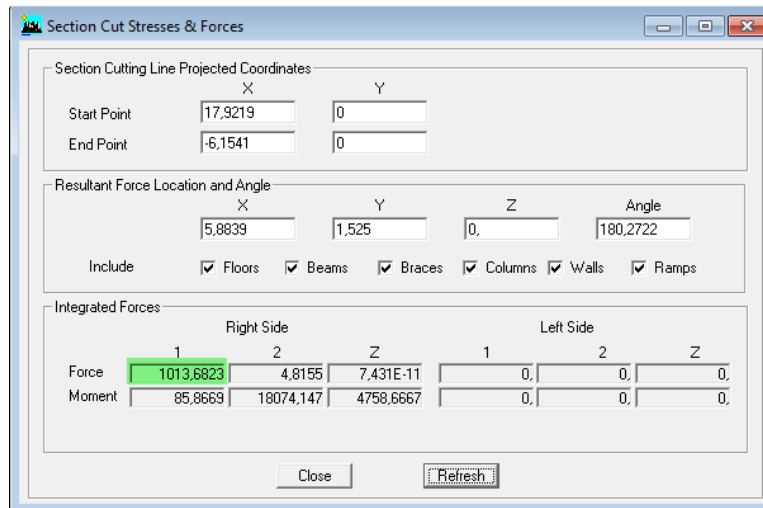 Section Cut Stresses & Forces
Section Cutting Line Projected Coordinates
X Y
Start Point 17,9219 0
End Point -6,1541 0
Resultant Force Location and Angle
X Y Z Angle
5,8839 1,525 0, 180,2722
Include Floors Beams Braces Columns Walls Ramps
Integrated Forces
Right Side Left Side
1 2 Z 1 2 Z
Force 1013,6823 4,8155 7,431E-11 0, 0, 0,
Moment 85,8669 18074,147 4758,6667 0, 0, 0,
Close Refresh